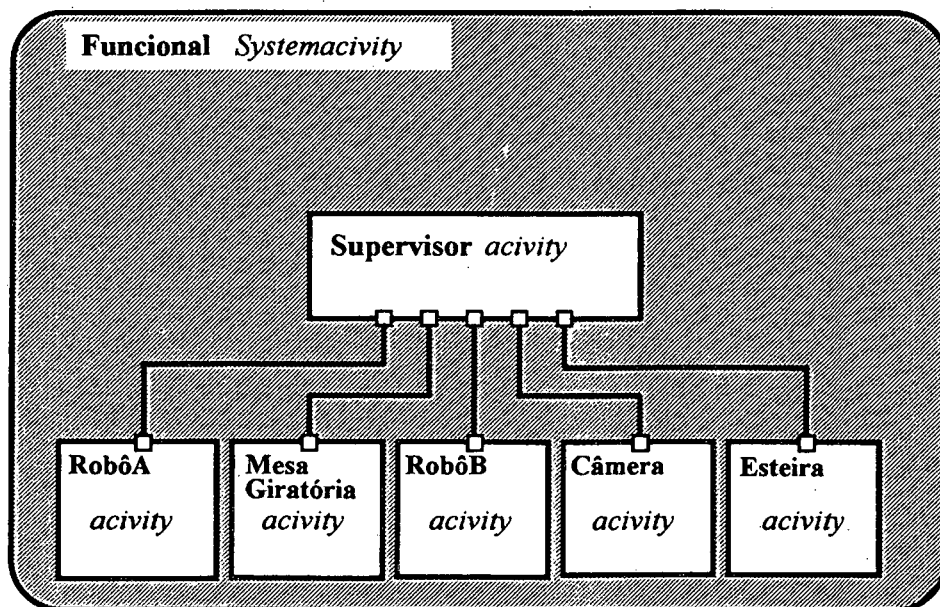 Funcional Systemacivity
Supervisor acivity
RobôA
acivity
Mesa
Giratória
acivity
RobôB
acivity
Câmera
acivity
Esteira
acivity